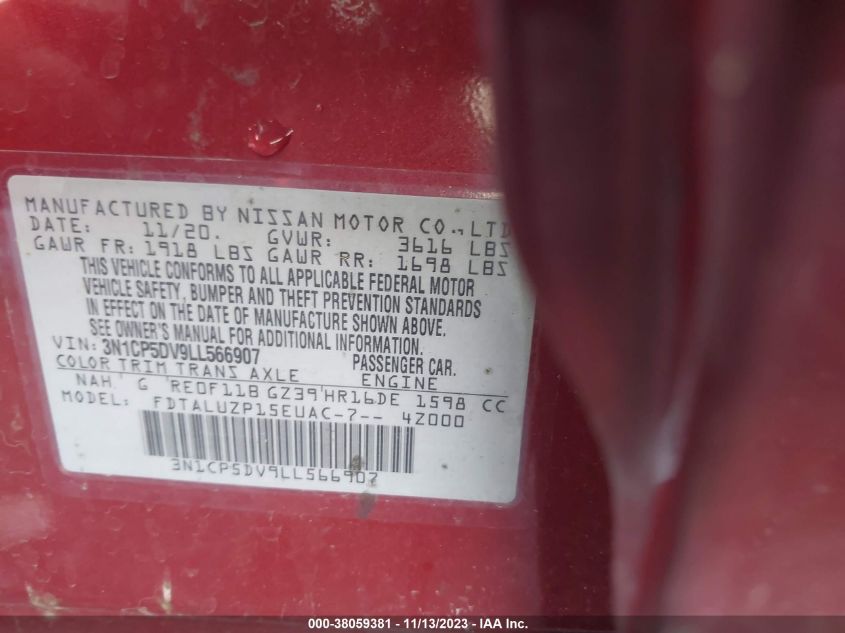 MANUFACTURED BY NISSAN MOTOR CO., LTD
DATE: 11/20. GVWR: 3616 LBS
GAWR FR: 1918 LBS GAWR RR: 1698 LBS
THIS VEHICLE CONFORMS TO ALL APPLICABLE FEDERAL MOTOR
VEHICLE SAFETY, BUMPER AND THEFT PREVENTION STANDARDS
IN EFFECT ON THE DATE OF MANUFACTURE SHOWN ABOVE.
SEE OWNER'S MANUAL FOR ADDITIONAL INFORMATION.
VIN: 3N1CP5DV9LL566907 PASSENGER CAR.
COLOR TRIM TRANS AXLE ENGINE
NAH G RE0F11B GZ39 HR16DE 1598 CC
MODEL: FDTALUZP15EUAC-7-- 42000
3N1CP5DV9LL566907
000-38059381 - 11/13/2023 - IAA Inc.